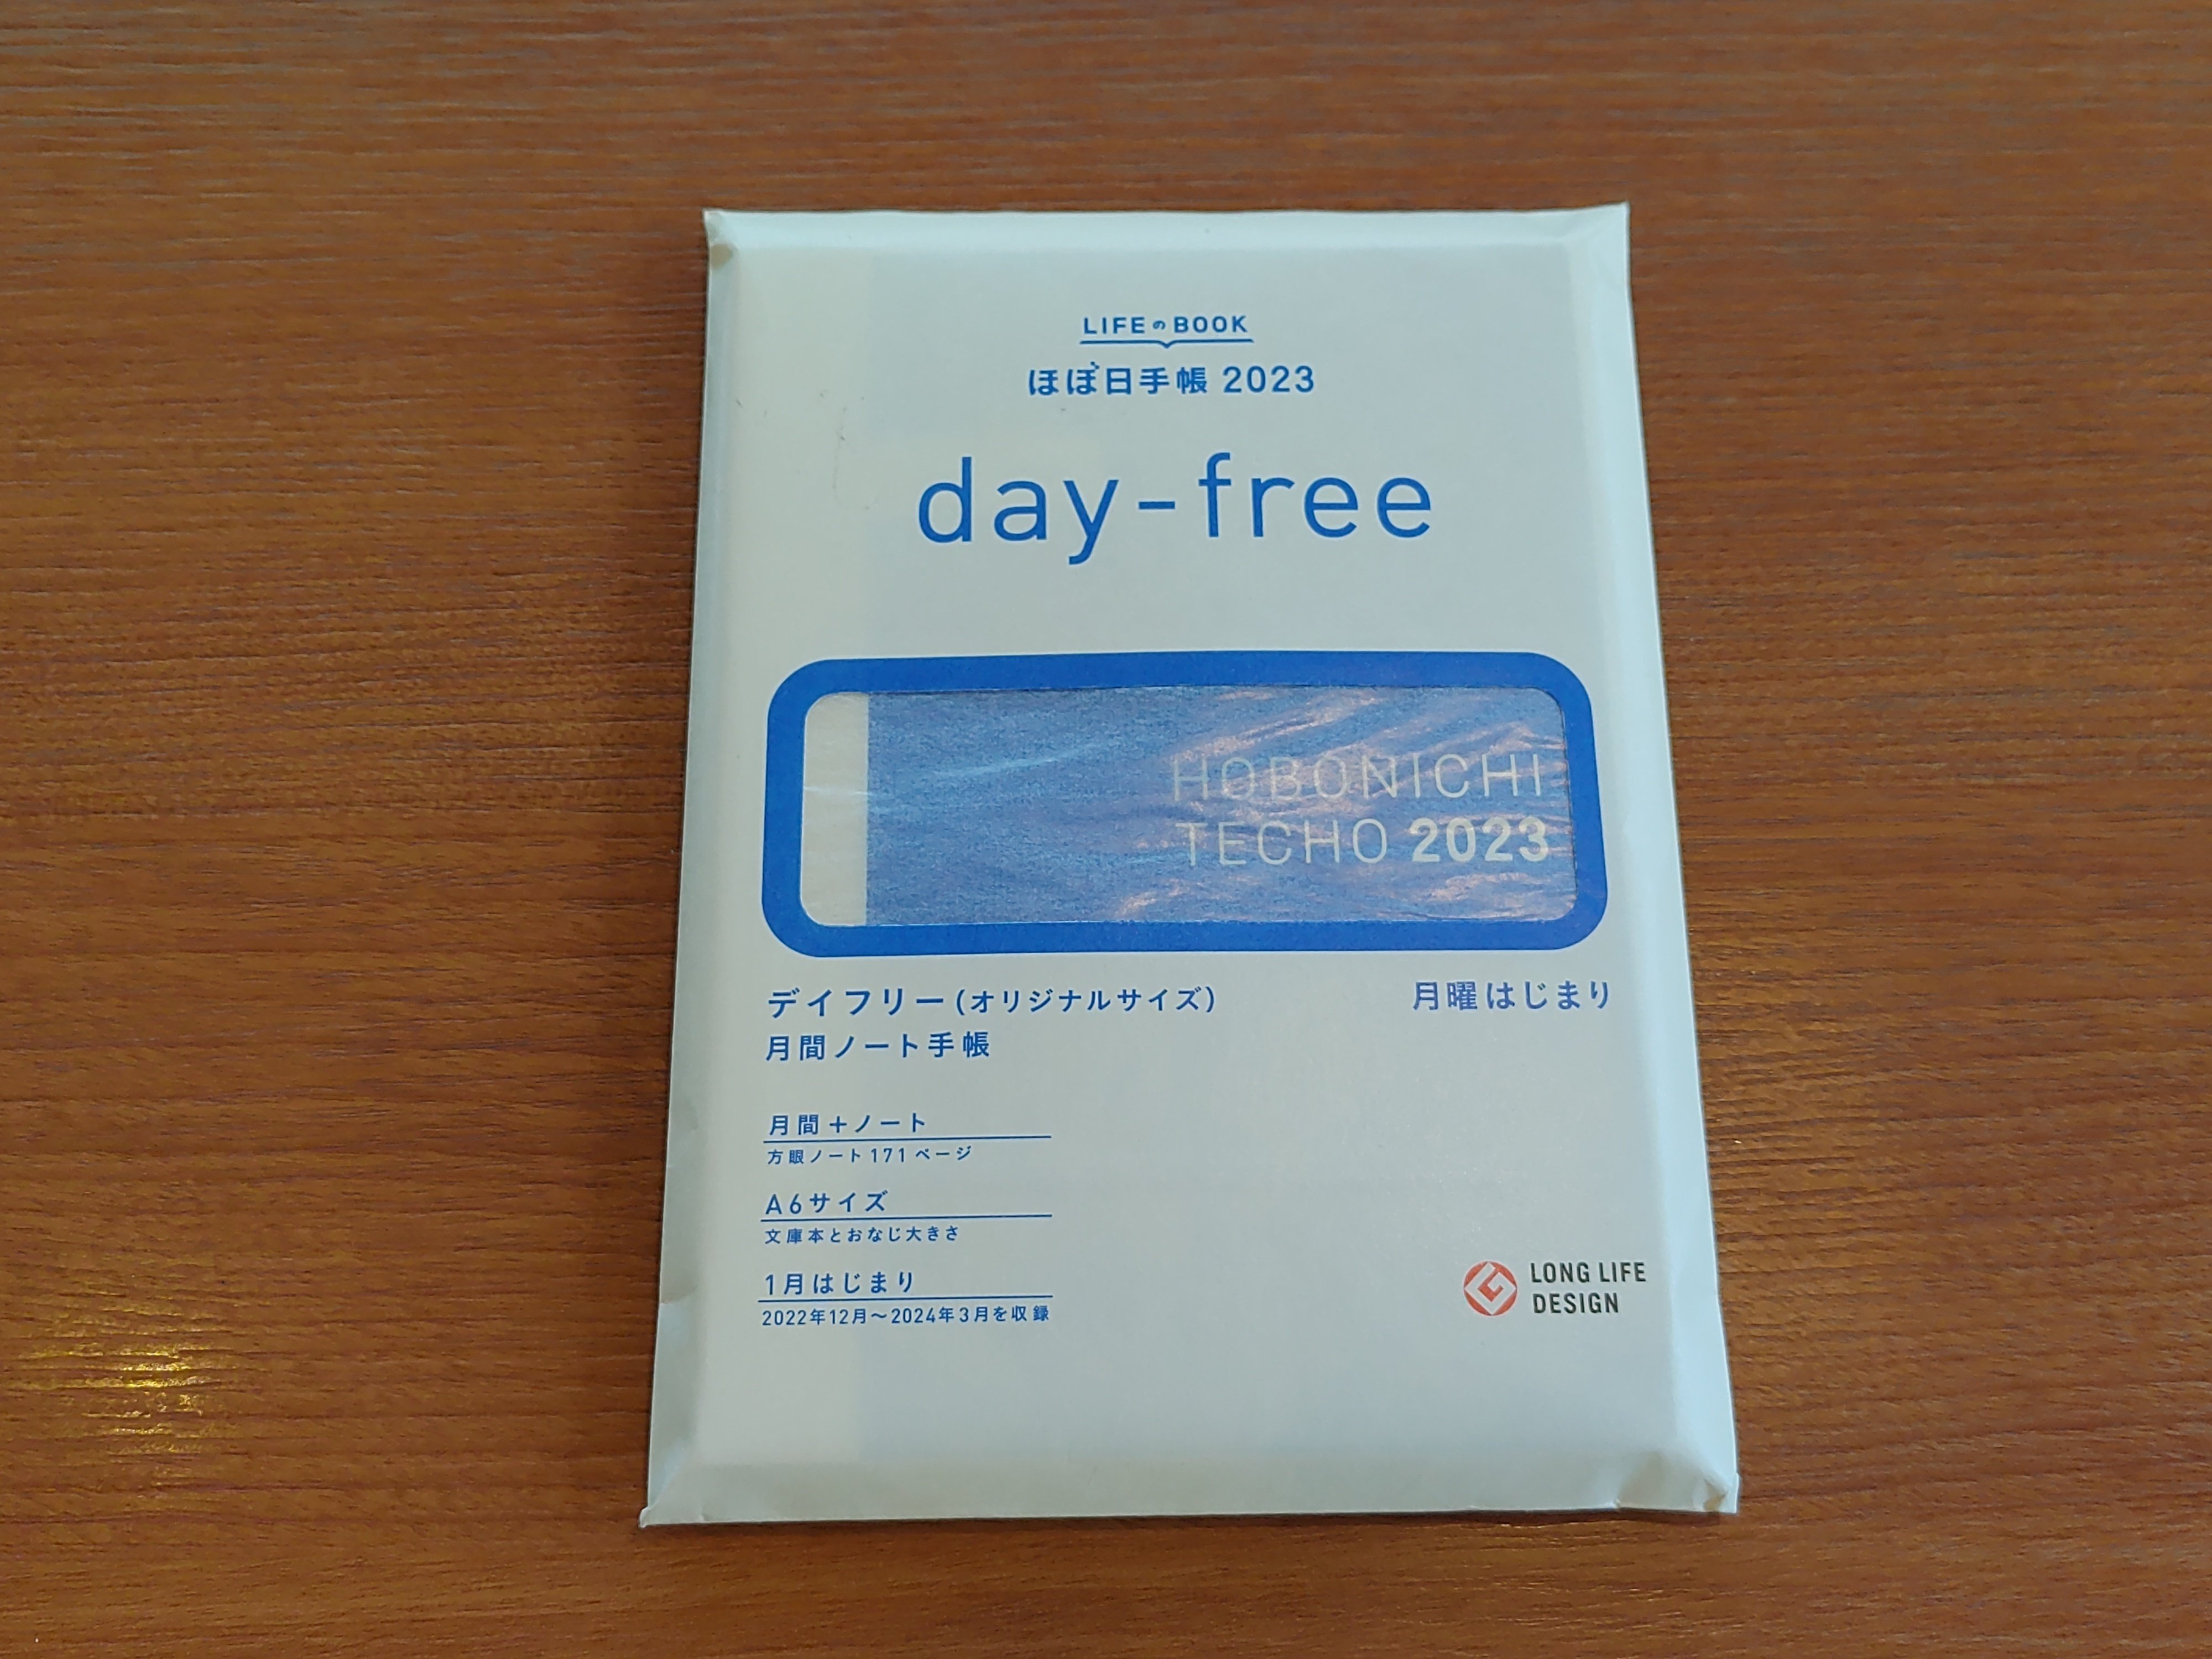 LIFEのBOOK
ほぼ日手帳 2023
day-free
HOBONICHI
TECHO 2023
デイフリー(オリジナルサイズ)
月曜はじまり
月間ノート手帳
月間+ノート
方眼ノート171ページ
A6サイズ
文庫本とおなじ大きさ
1月はじまり
2022年12月〜2024年3月を収録
LONG LIFE
DESIGN